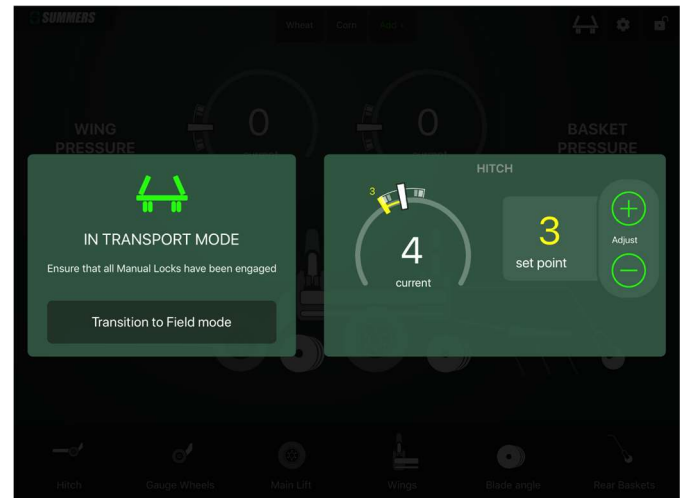 SUMMERS
Wheat Corn Add +
0 0
WING
PRESSURE
BASKET
PRESSURE
IN TRANSPORT MODE
Ensure that all Manual Locks have been engaged
Transition to Field mode
HITCH
3
4
current
3
set point
Adjust
Hitch Gauge Wheels Main Lift Wings Blade angle Rear Baskets